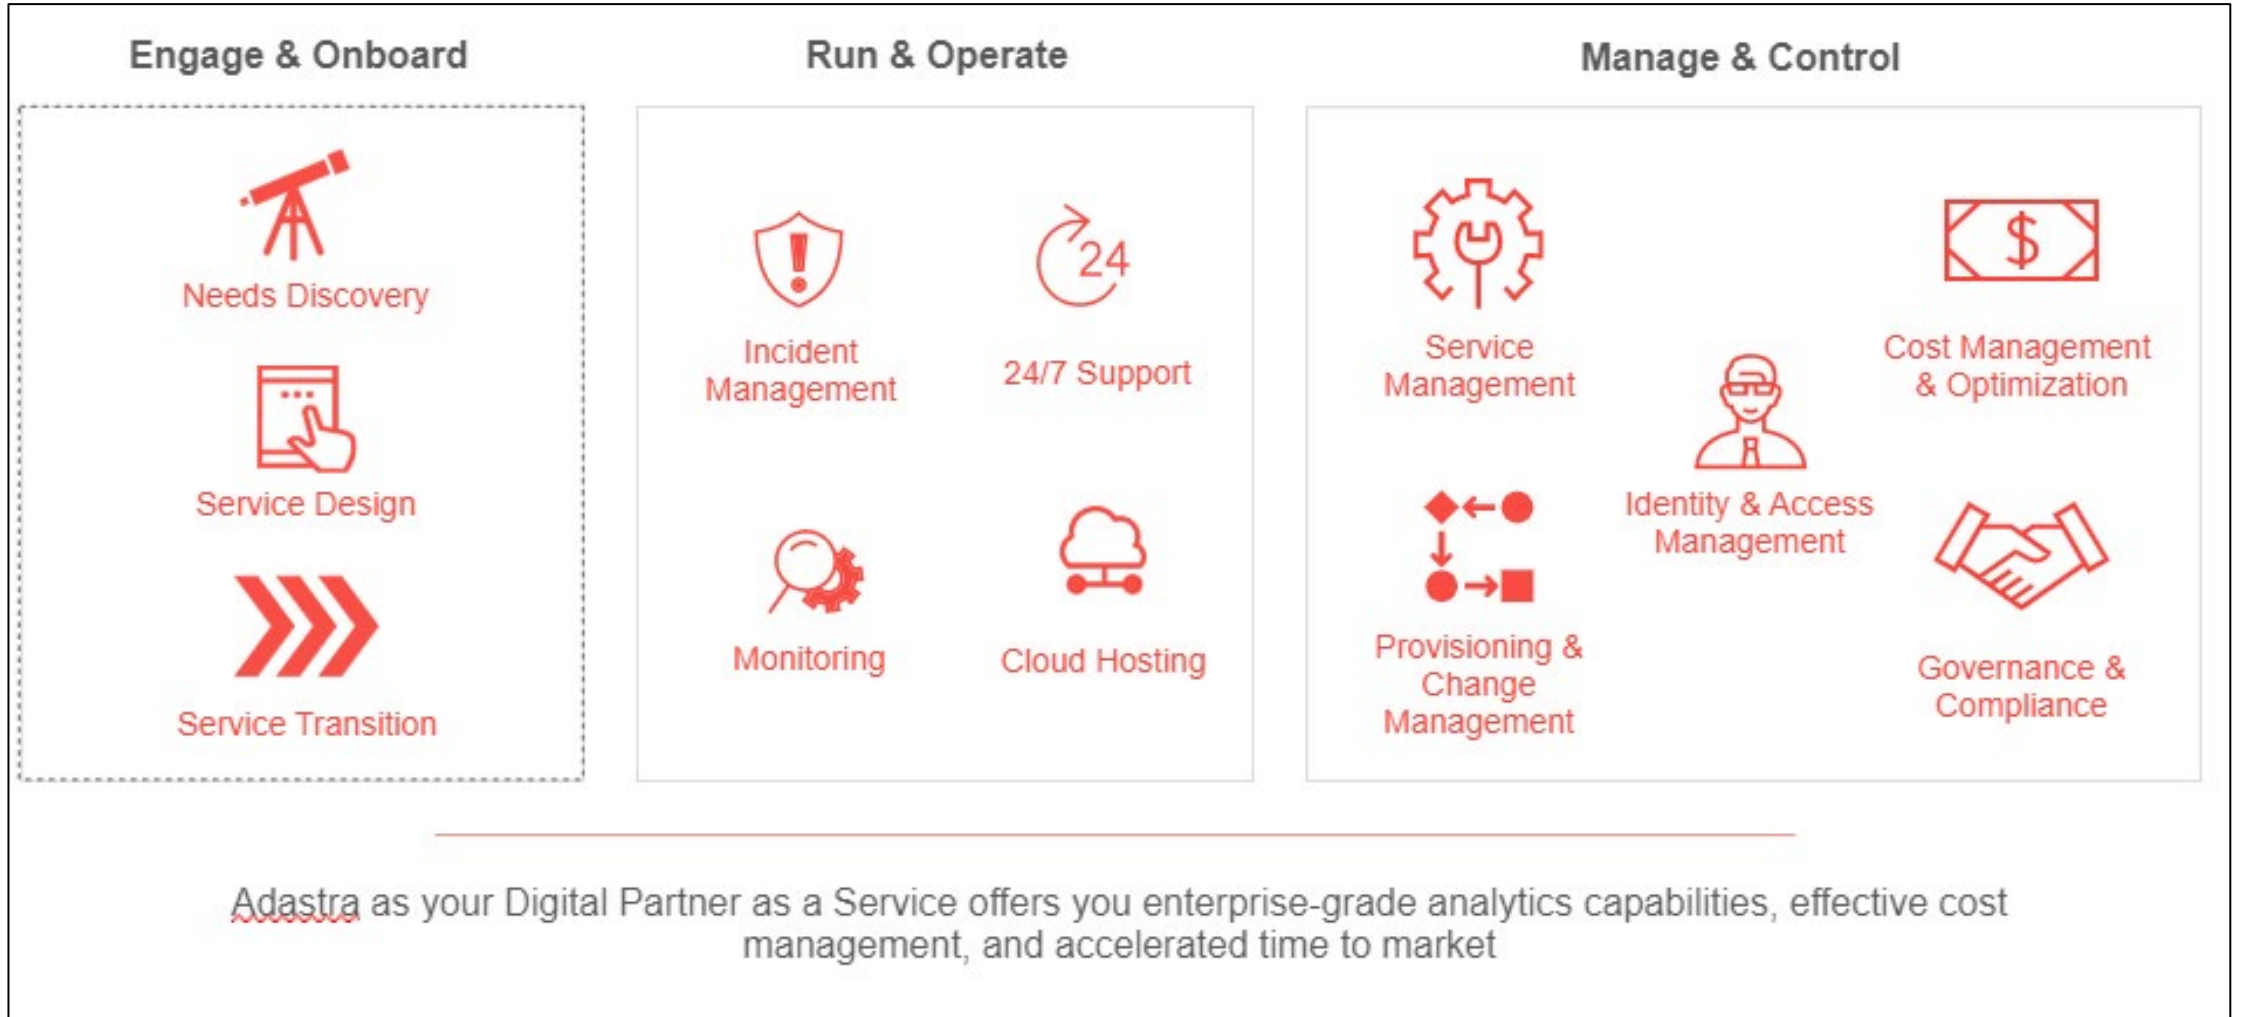 Engage & Onboard
Needs Discovery
Service Design
Service Transition
Run & Operate
Incident
Management
24
24/7 Support
Monitoring
Cloud Hosting
Manage & Control
Service
Management
$
Cost Management
& Optimization
Identity & Access
Management
Provisioning &
Change
Management
Governance &
Compliance
Adastra as your Digital Partner as a Service offers you enterprise-grade analytics capabilities, effective cost
management, and accelerated time to market